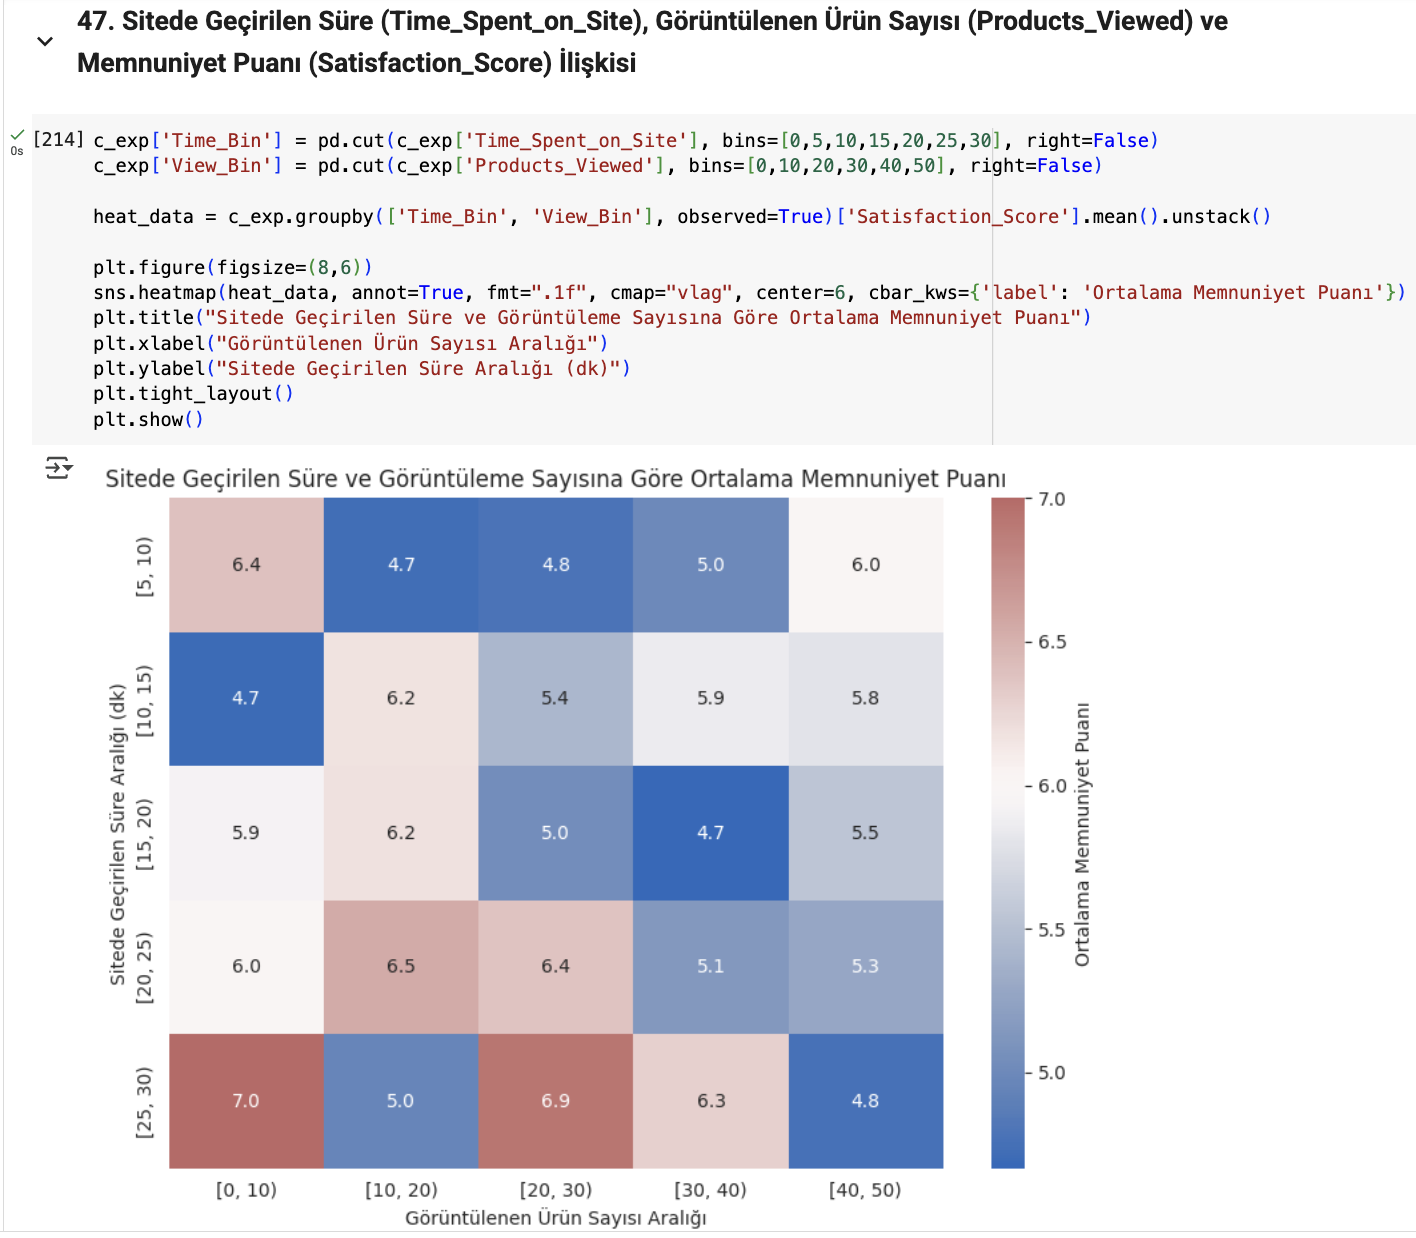 47. Sitede Geçirilen Süre (Time_Spent_on_Site), Görüntülenen Ürün Sayısı (Products_Viewed) ve
Memnuniyet Puanı (Satisfaction_Score) İlişkisi
[214] c_exp['Time_Bin'] = pd.cut(c_exp['Time_Spent_on_Site'], bins=[0,5,10,15,20,25,30], right=False)
0s
c_exp['View_Bin'] = pd.cut(c_exp['Products_Viewed'], bins=[0,10,20,30,40,50], right=False)
heat_data = c_exp.groupby(['Time_Bin', 'View_Bin'], observed=True)['Satisfaction_Score'].mean().unstack()
plt.figure(figsize=(8,6))
sns.heatmap(heat_data, annot=True, fmt=".1f", cmap="vlag", center=6, cbar_kws={'label': 'Ortalama Memnuniyet Puanı'})
plt.title("Sitede Geçirilen Süre ve Görüntüleme Sayısına Göre Ortalama Memnuniyet Puanı")
plt.xlabel("Görüntülenen Ürün Sayısı Aralığı")
plt.ylabel("Sitede Geçirilen Süre Aralığı (dk)")
plt.tight_layout()
plt.show()
Sitede Geçirilen Süre ve Görüntüleme Sayısına Göre Ortalama Memnuniyet Puanı
Sitede Geçirilen Süre Aralığı (dk)
[5, 10) 6.4 4.7 4.8 5.0 6.0
[10, 15) 4.7 6.2 5.4 5.9 5.8
[15, 20) 5.9 6.2 5.0 4.7 5.5
[20, 25) 6.0 6.5 6.4 5.1 5.3
[25, 30) 7.0 5.0 6.9 6.3 4.8
[0, 10) [10, 20) [20, 30) [30, 40) [40, 50)
Görüntülenen Ürün Sayısı Aralığı
7.0
6.5
6.0
5.5
5.0
Ortalama Memnuniyet Puanı